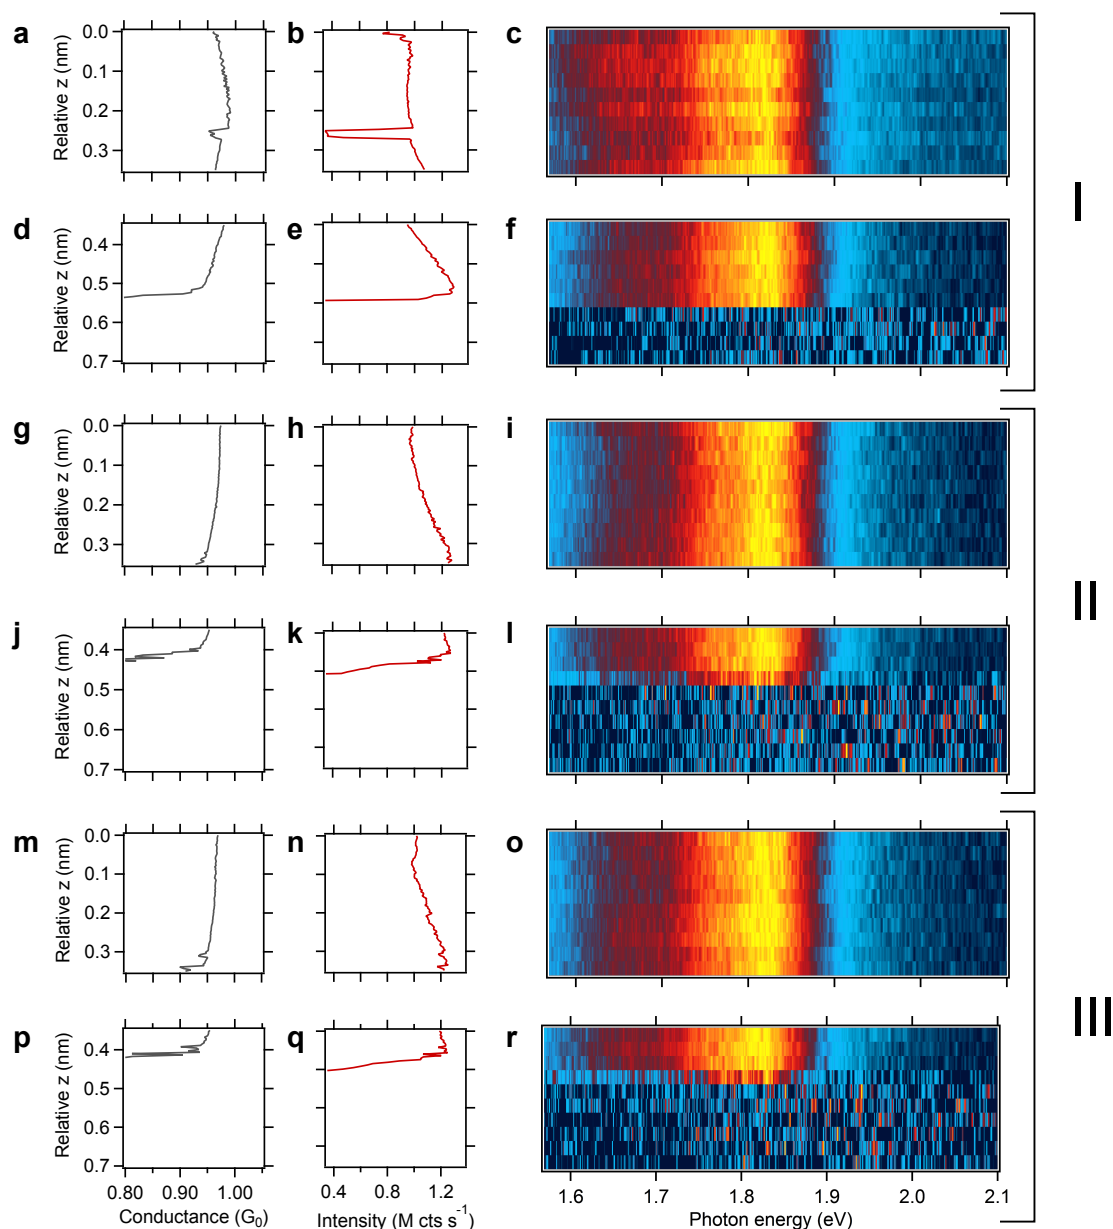 a b c
0.0
0.1
0.2
0.3
Relative z (nm)
I
d e f
0.4
0.5
0.6
0.7
Relative z (nm)
g h i
0.0
0.1
0.2
0.3
Relative z (nm)
II
j k l
0.4
0.5
0.6
0.7
Relative z (nm)
m n o
0.0
0.1
0.2
0.3
Relative z (nm)
III
p q r
0.4
0.5
0.6
0.7
Relative z (nm)
0.80 0.90 1.00 0.4 0.8 1.2 1.6 1.7 1.8 1.9 2.0 2.1
Conductance (G₀) Intensity (M cts s⁻¹) Photon energy (eV)